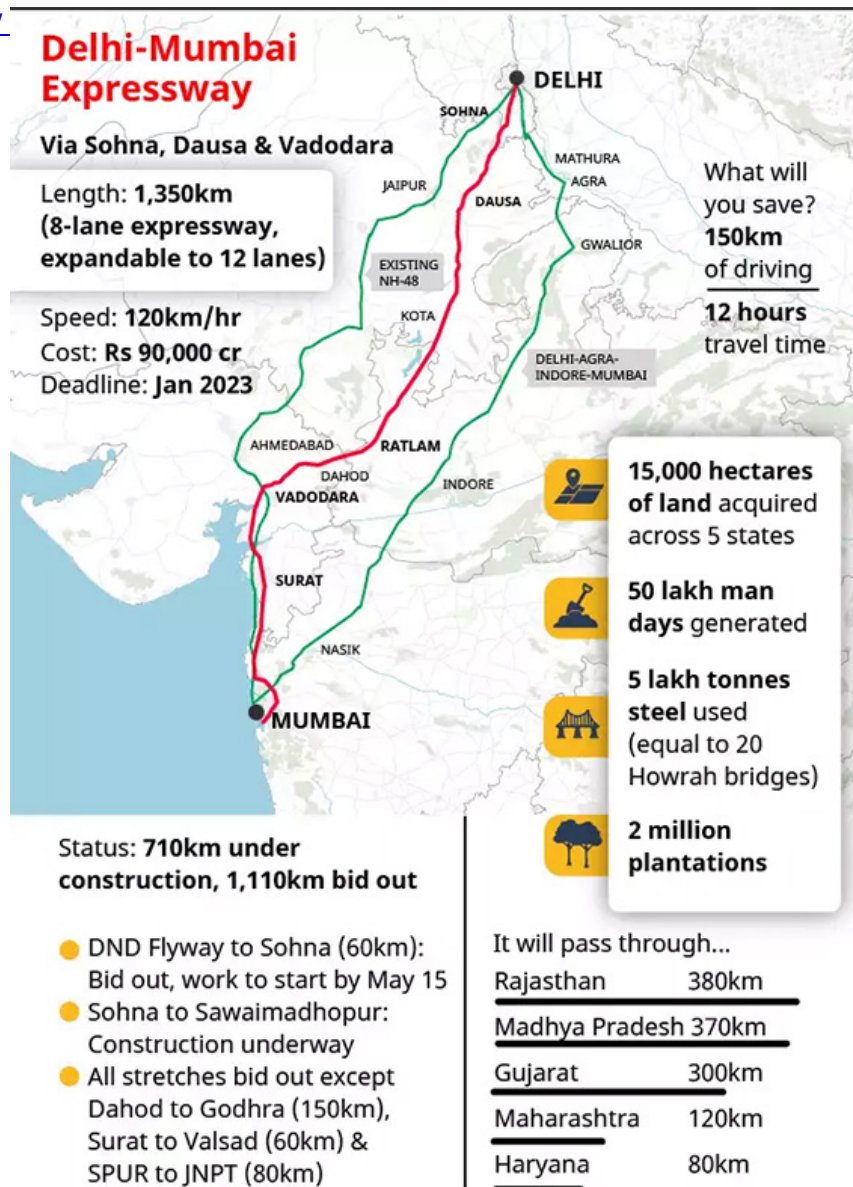 Delhi-Mumbai
Expressway
Via Sohna, Dausa & Vadodara
Length: 1,350km
(8-lane expressway,
expandable to 12 lanes)
Speed: 120km/hr
Cost: Rs 90,000 cr
Deadline: Jan 2023
DELHI
SOHNA
MATHURA
AGRA
JAIPUR
DAUSA
GWALIOR
EXISTING
NH-48
KOTA
DELHI-AGRA-
INDORE-MUMBAI
AHMEDABAD
RATLAM
DAHOD
INDORE
VADODARA
SURAT
NASIK
MUMBAI
What will
you save?
150km
of driving
12 hours
travel time
15,000 hectares
of land acquired
across 5 states
50 lakh man
days generated
5 lakh tonnes
steel used
(equal to 20
Howrah bridges)
2 million
plantations
Status: 710km under
construction, 1,110km bid out
DND Flyway to Sohna (60km):
Bid out, work to start by May 15
Sohna to Sawaimadhopur:
Construction underway
All stretches bid out except
Dahod to Godhra (150km),
Surat to Valsad (60km) &
SPUR to JNPT (80km)
It will pass through...
Rajasthan 380km
Madhya Pradesh 370km
Gujarat 300km
Maharashtra 120km
Haryana 80km